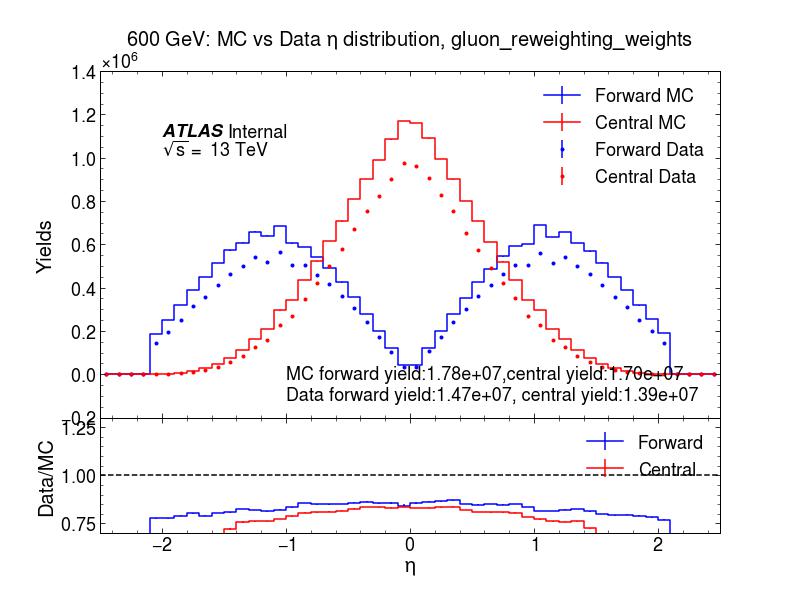 600 GeV: MC vs Data η distribution, gluon_reweighting_weights
×10⁶
1.4
1.2
1.0
0.8
0.6
0.4
0.2
0.0
0.2
Yields
ATLAS Internal
√s = 13 TeV
Forward MC
Central MC
Forward Data
Central Data
MC forward yield:1.78e+07,central yield:1.70e+07
Data forward yield:1.47e+07, central yield:1.39e+07
1.25
1.00
0.75
Data/MC
Forward
Central
−2 −1 0 1 2
η